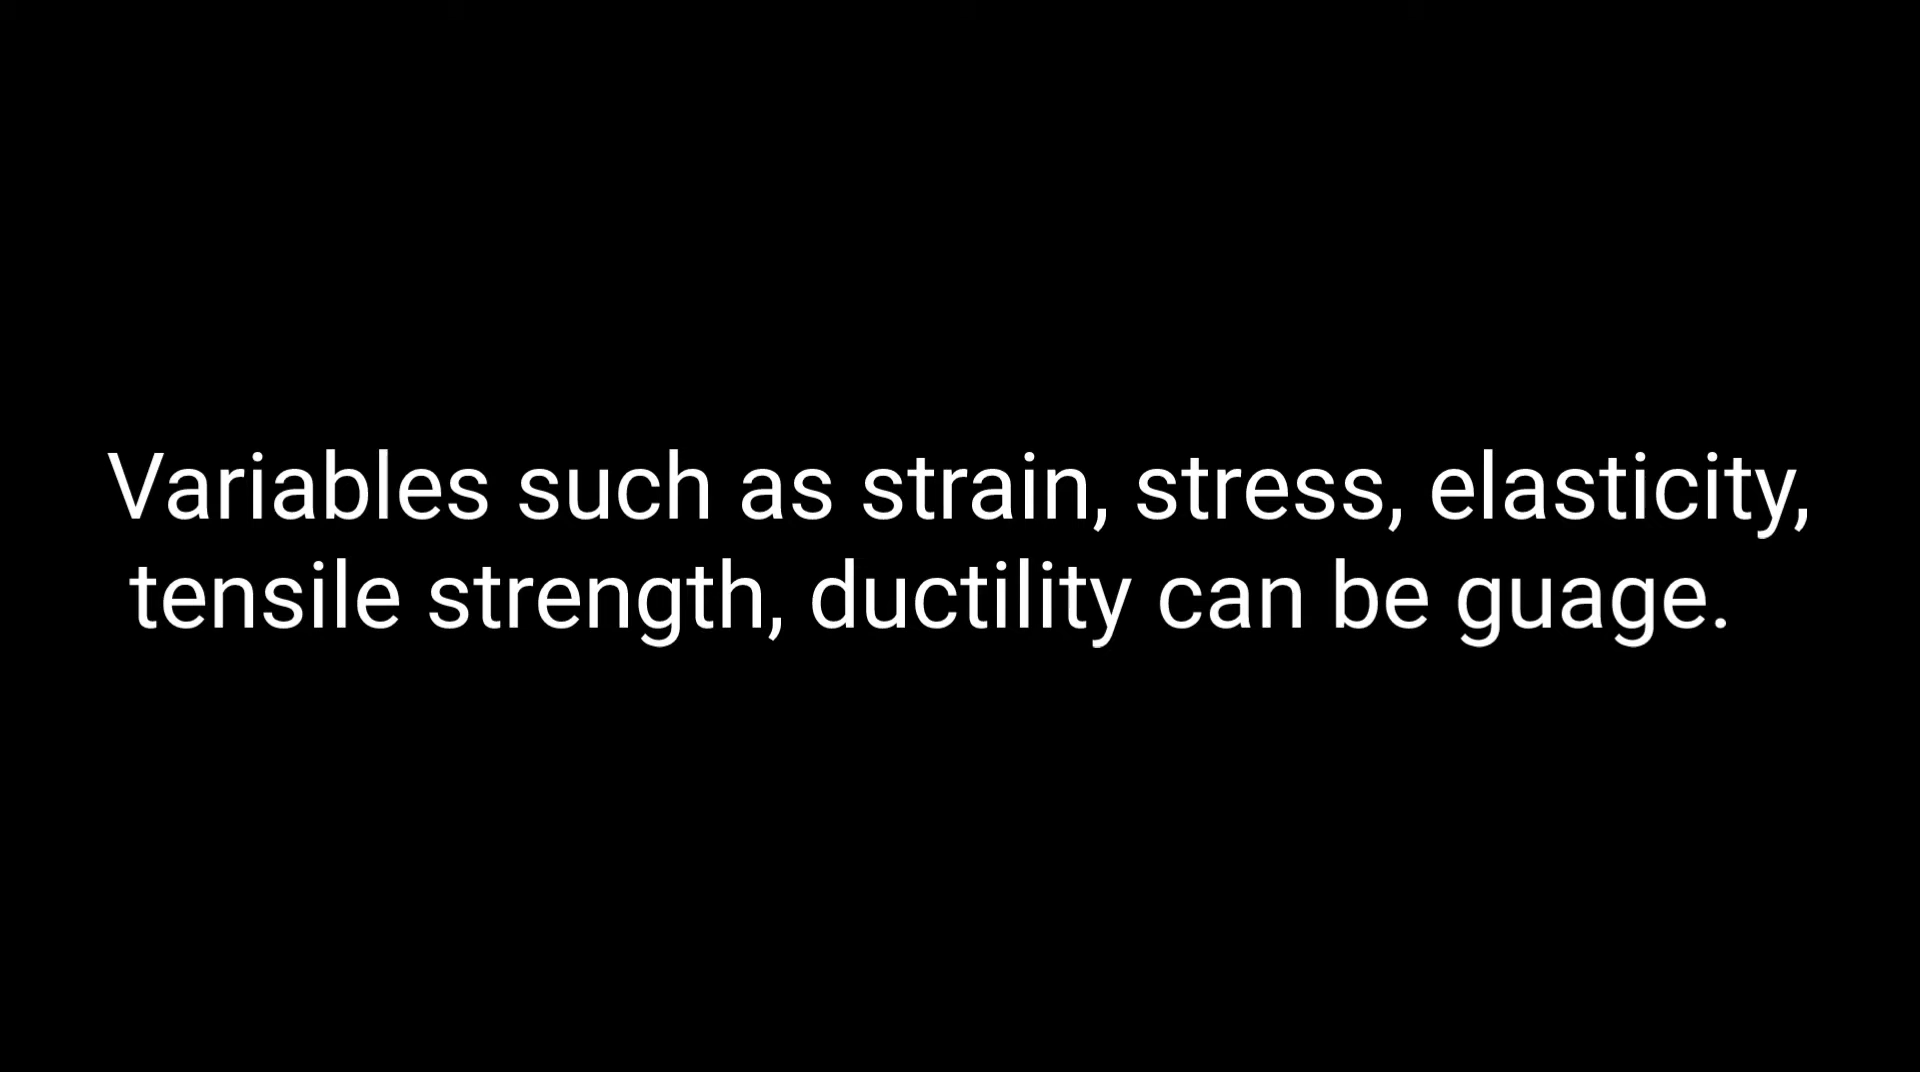 Variables such as strain, stress, elasticity,
tensile strength, ductility can be guage.